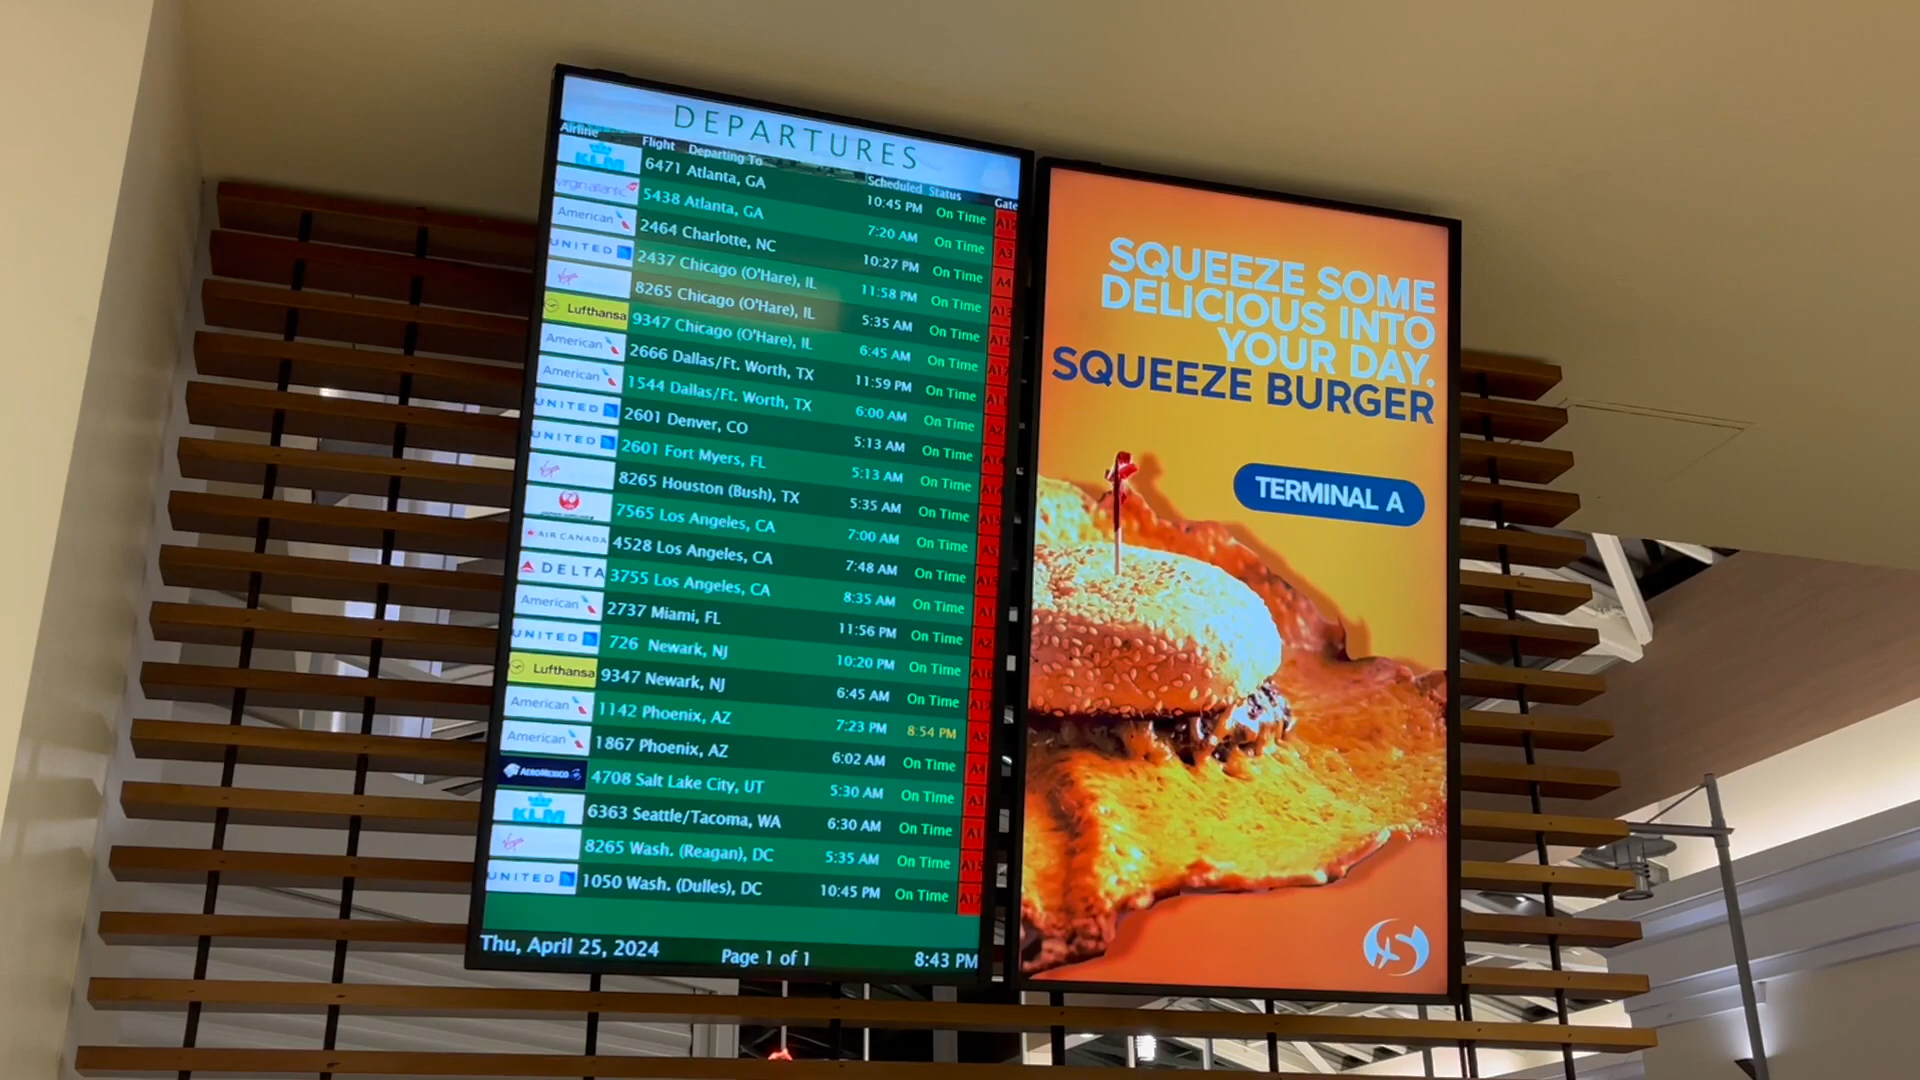 DEPARTURES
Airline Flight Departing To Scheduled Status Gate
KLM 6471 Atlanta, GA 10:45 PM On Time
virgin atlantic 5438 Atlanta, GA 7:20 AM On Time A3
American 2464 Charlotte, NC 10:27 PM On Time A4
UNITED 2437 Chicago (O'Hare), IL 11:58 PM On Time
Virgin 8265 Chicago (O'Hare), IL 5:35 AM On Time
Lufthansa 9347 Chicago (O'Hare), IL 6:45 AM On Time
American 2666 Dallas/Ft. Worth, TX 11:59 PM On Time
American 1544 Dallas/Ft. Worth, TX 6:00 AM On Time A2
UNITED 2601 Denver, CO 5:13 AM On Time
UNITED 2601 Fort Myers, FL 5:13 AM On Time
Virgin 8265 Houston (Bush), TX 5:35 AM On Time
7565 Los Angeles, CA 7:00 AM On Time
AIR CANADA 4528 Los Angeles, CA 7:48 AM On Time
DELTA 3755 Los Angeles, CA 8:35 AM On Time
American 2737 Miami, FL 11:56 PM On Time A2
UNITED 726 Newark, NJ 10:20 PM On Time
Lufthansa 9347 Newark, NJ 6:45 AM On Time
American 1142 Phoenix, AZ 7:23 PM 8:54 PM
American 1867 Phoenix, AZ 6:02 AM On Time A4
AEROMEXICO 4708 Salt Lake City, UT 5:30 AM On Time A3
KLM 6363 Seattle/Tacoma, WA 6:30 AM On Time
Virgin 8265 Wash. (Reagan), DC 5:35 AM On Time
UNITED 1050 Wash. (Dulles), DC 10:45 PM On Time
Thu, April 25, 2024 Page 1 of 1 8:43 PM
SQUEEZE SOME
DELICIOUS INTO
YOUR DAY.
SQUEEZE BURGER
TERMINAL A